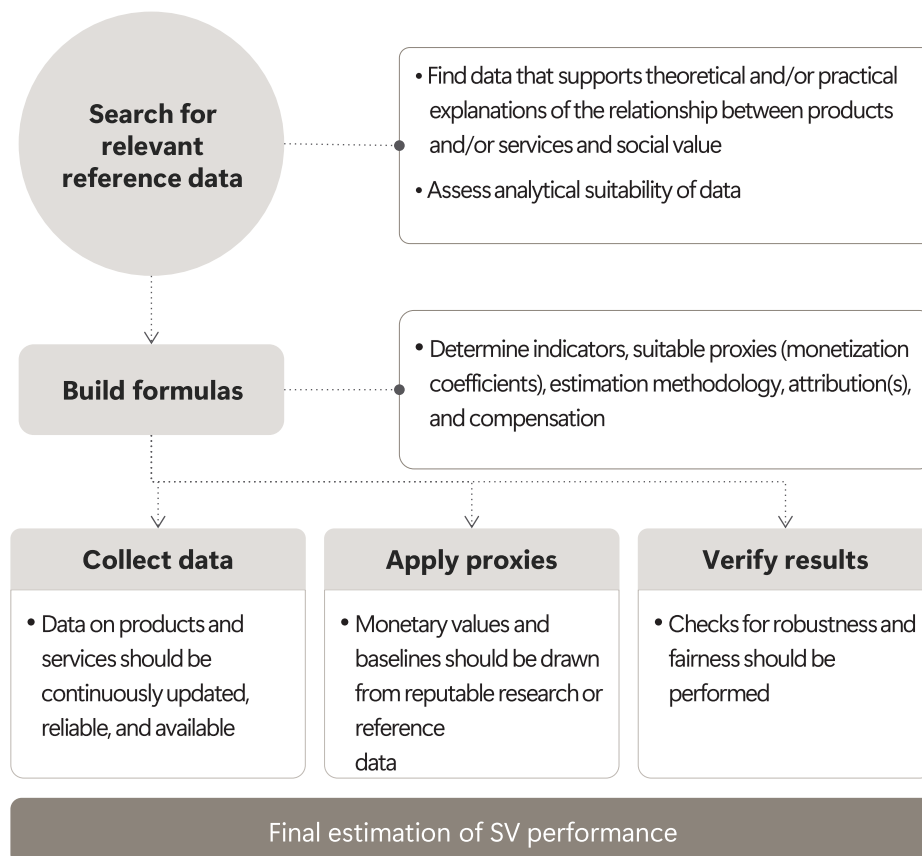 Search for
relevant
reference data
• Find data that supports theoretical and/or practical
explanations of the relationship between products
and/or services and social value
• Assess analytical suitability of data
Build formulas
• Determine indicators, suitable proxies (monetization
coefficients), estimation methodology, attribution(s),
and compensation
Collect data
• Data on products and
services should be
continuously updated,
reliable, and available
Apply proxies
• Monetary values and
baselines should be drawn
from reputable research or
reference
data
Verify results
• Checks for robustness and
fairness should be
performed
Final estimation of SV performance